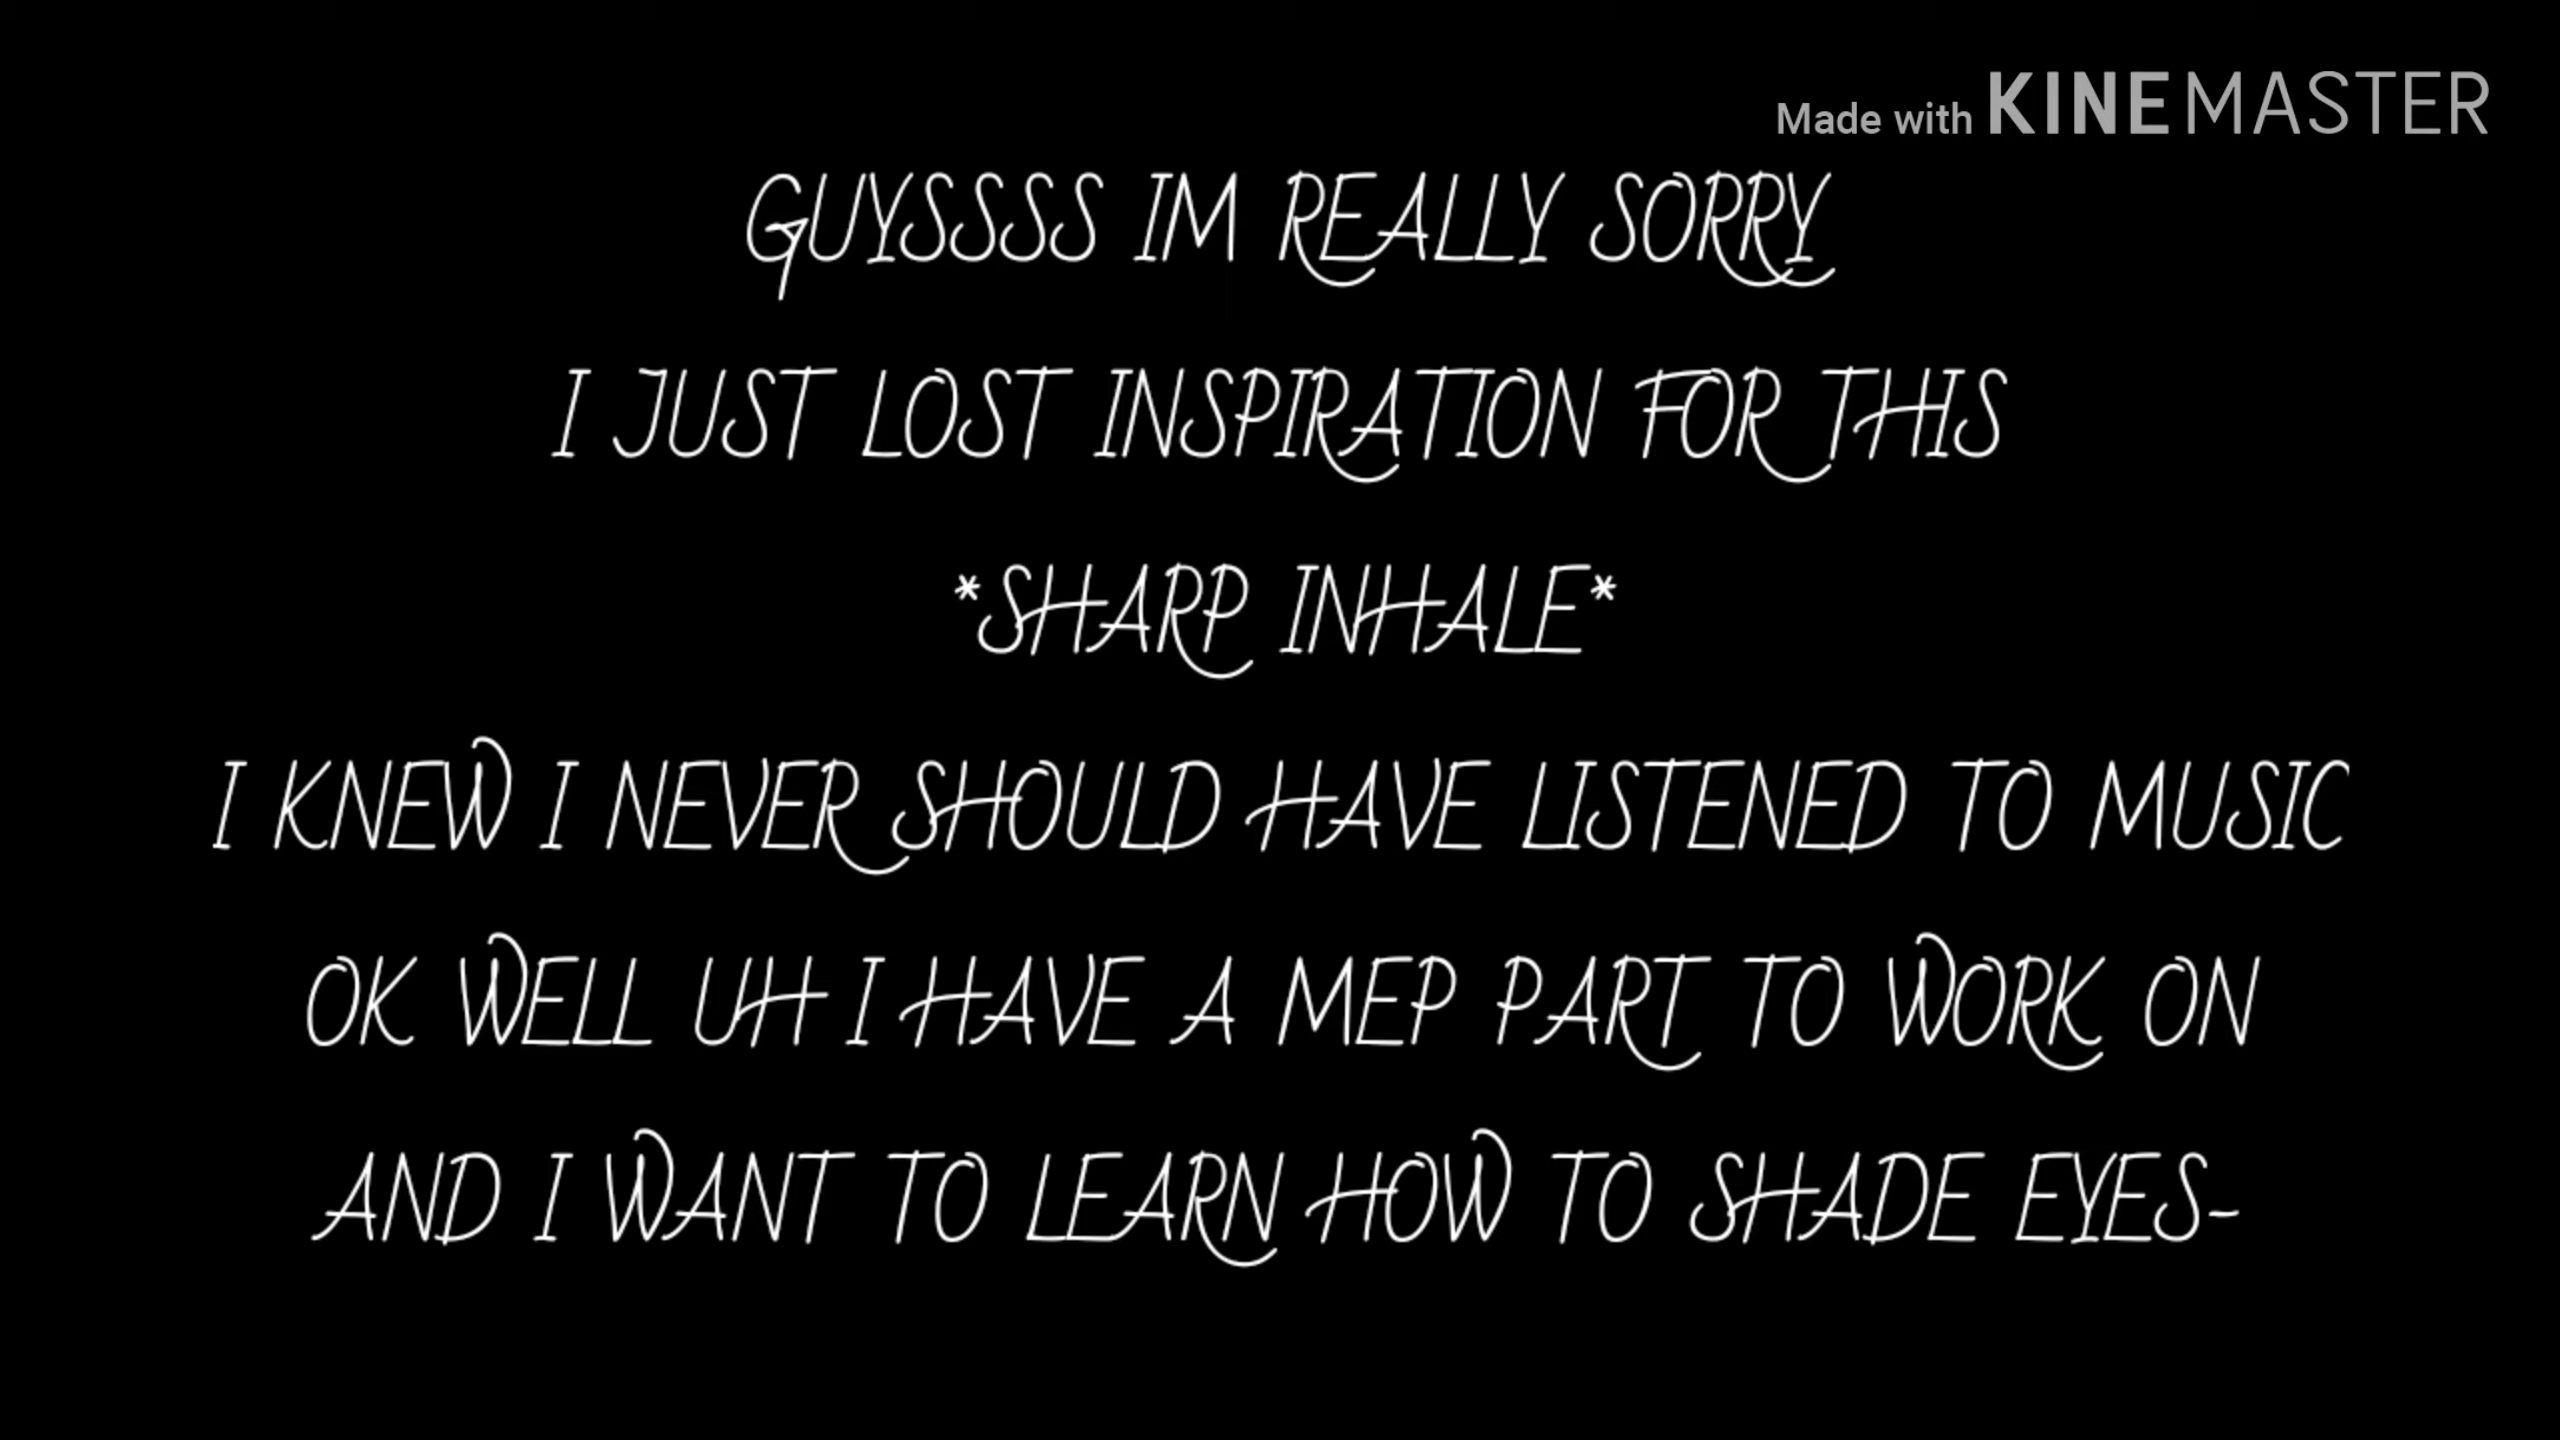 Made with KINEMASTER
GUYSSSS IM REALLY SORRY
I JUST LOST INSPIRATION FOR THIS
*SHARP INHALE*
I KNEW I NEVER SHOULD HAVE LISTENED TO MUSIC
OK WELL UH I HAVE A MEP PART TO WORK ON
AND I WANT TO LEARN HOW TO SHADE EYES-